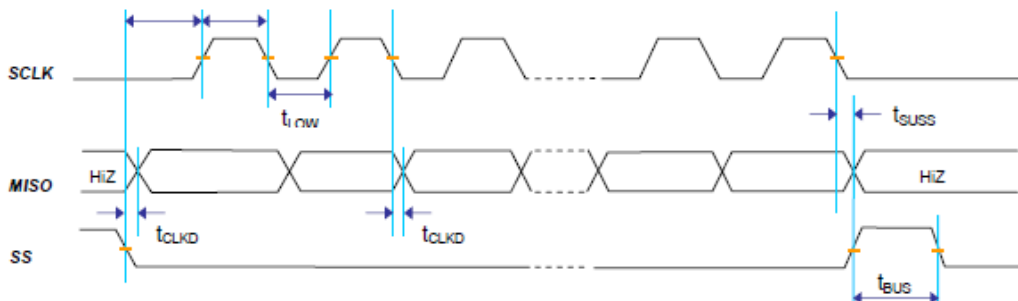 SCLK
tLOW
tSUSS
MISO
HiZ
HiZ
tCLKD
tCLKD
SS
tBUS